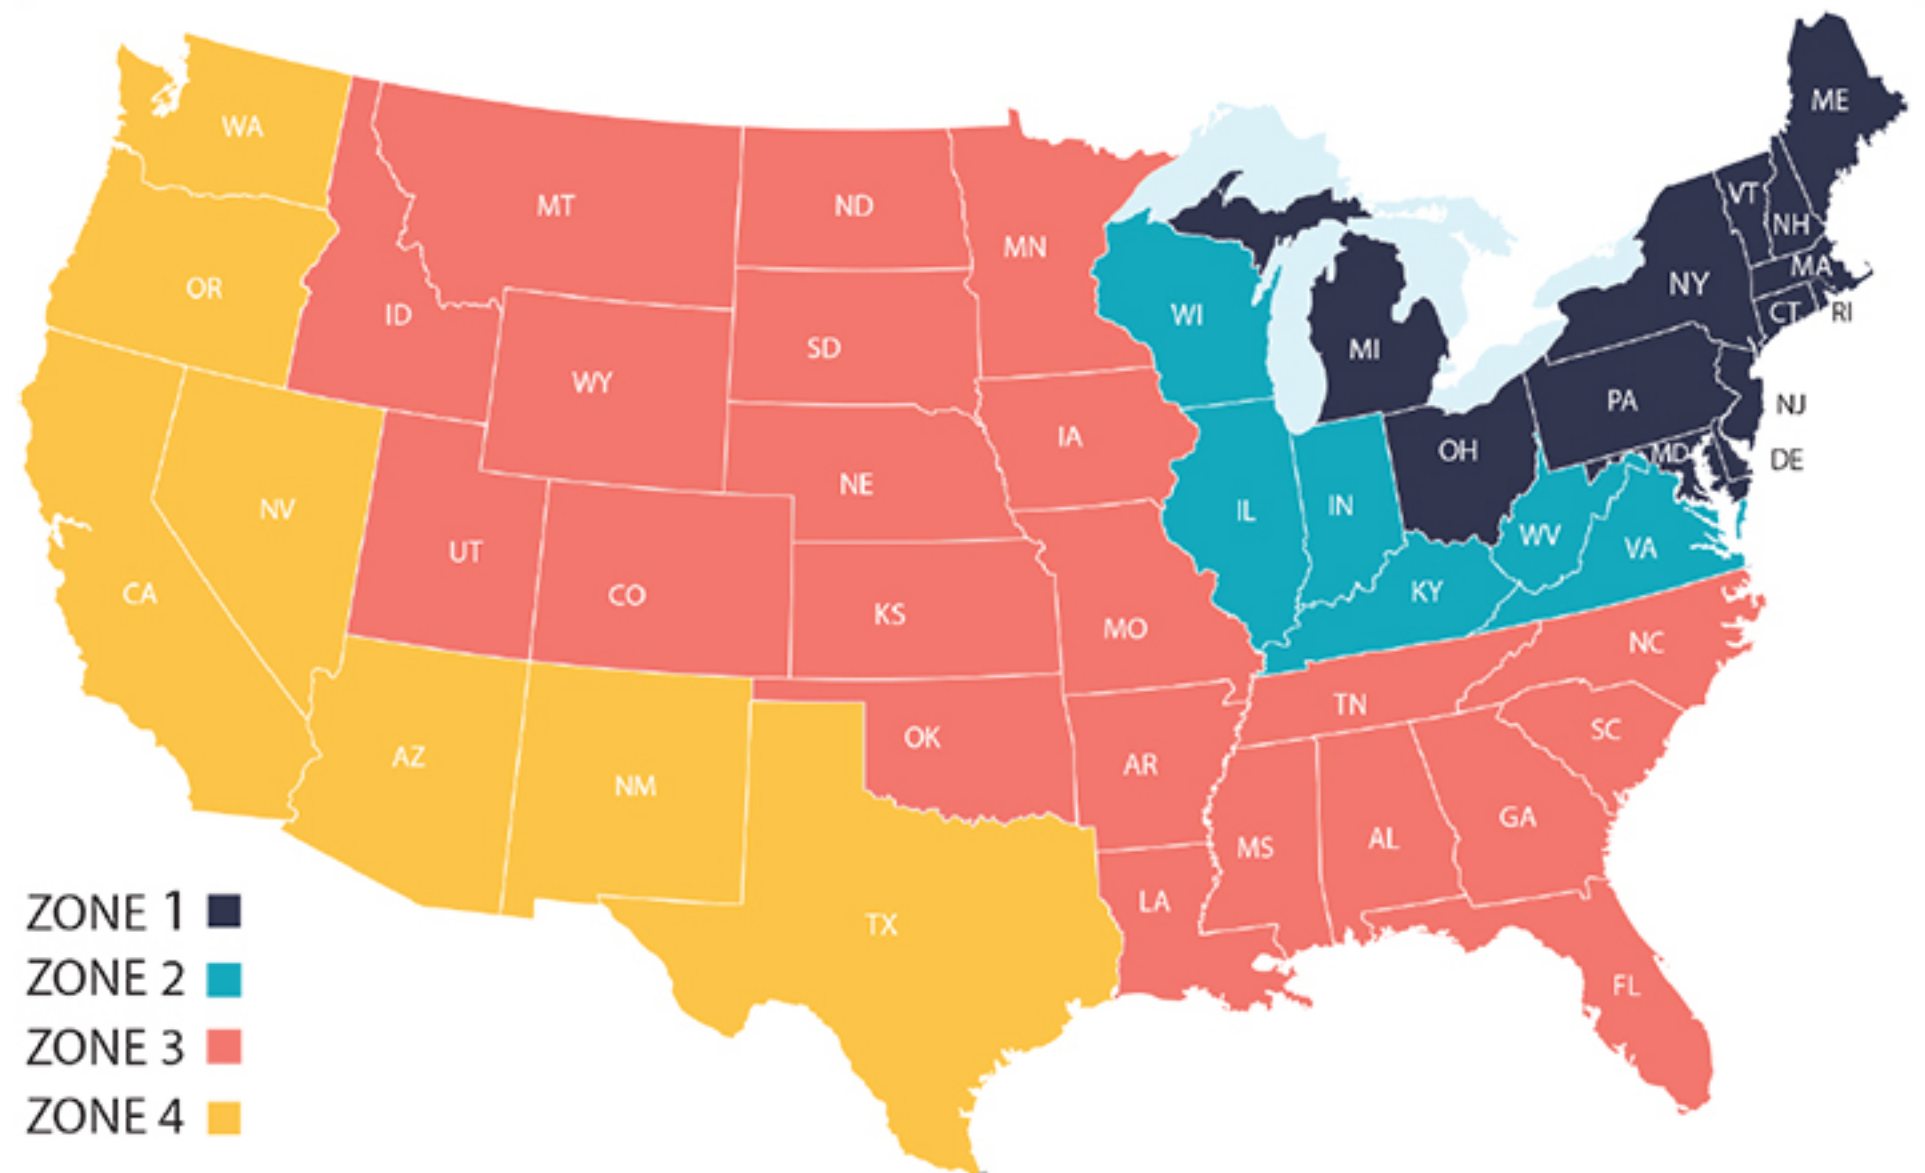 ME
WA
VT
NH
MT
ND
MN
MA
NY
CT
RI
OR
ID
WI
SD
MI
WY
PA
NJ
IA
OH
MD
DE
NE
NV
IL
IN
WV
VA
UT
CO
KY
CA
KS
MO
NC
TN
SC
OK
AZ
AR
NM
GA
AL
MS
LA
TX
FL
ZONE 1
ZONE 2
ZONE 3
ZONE 4